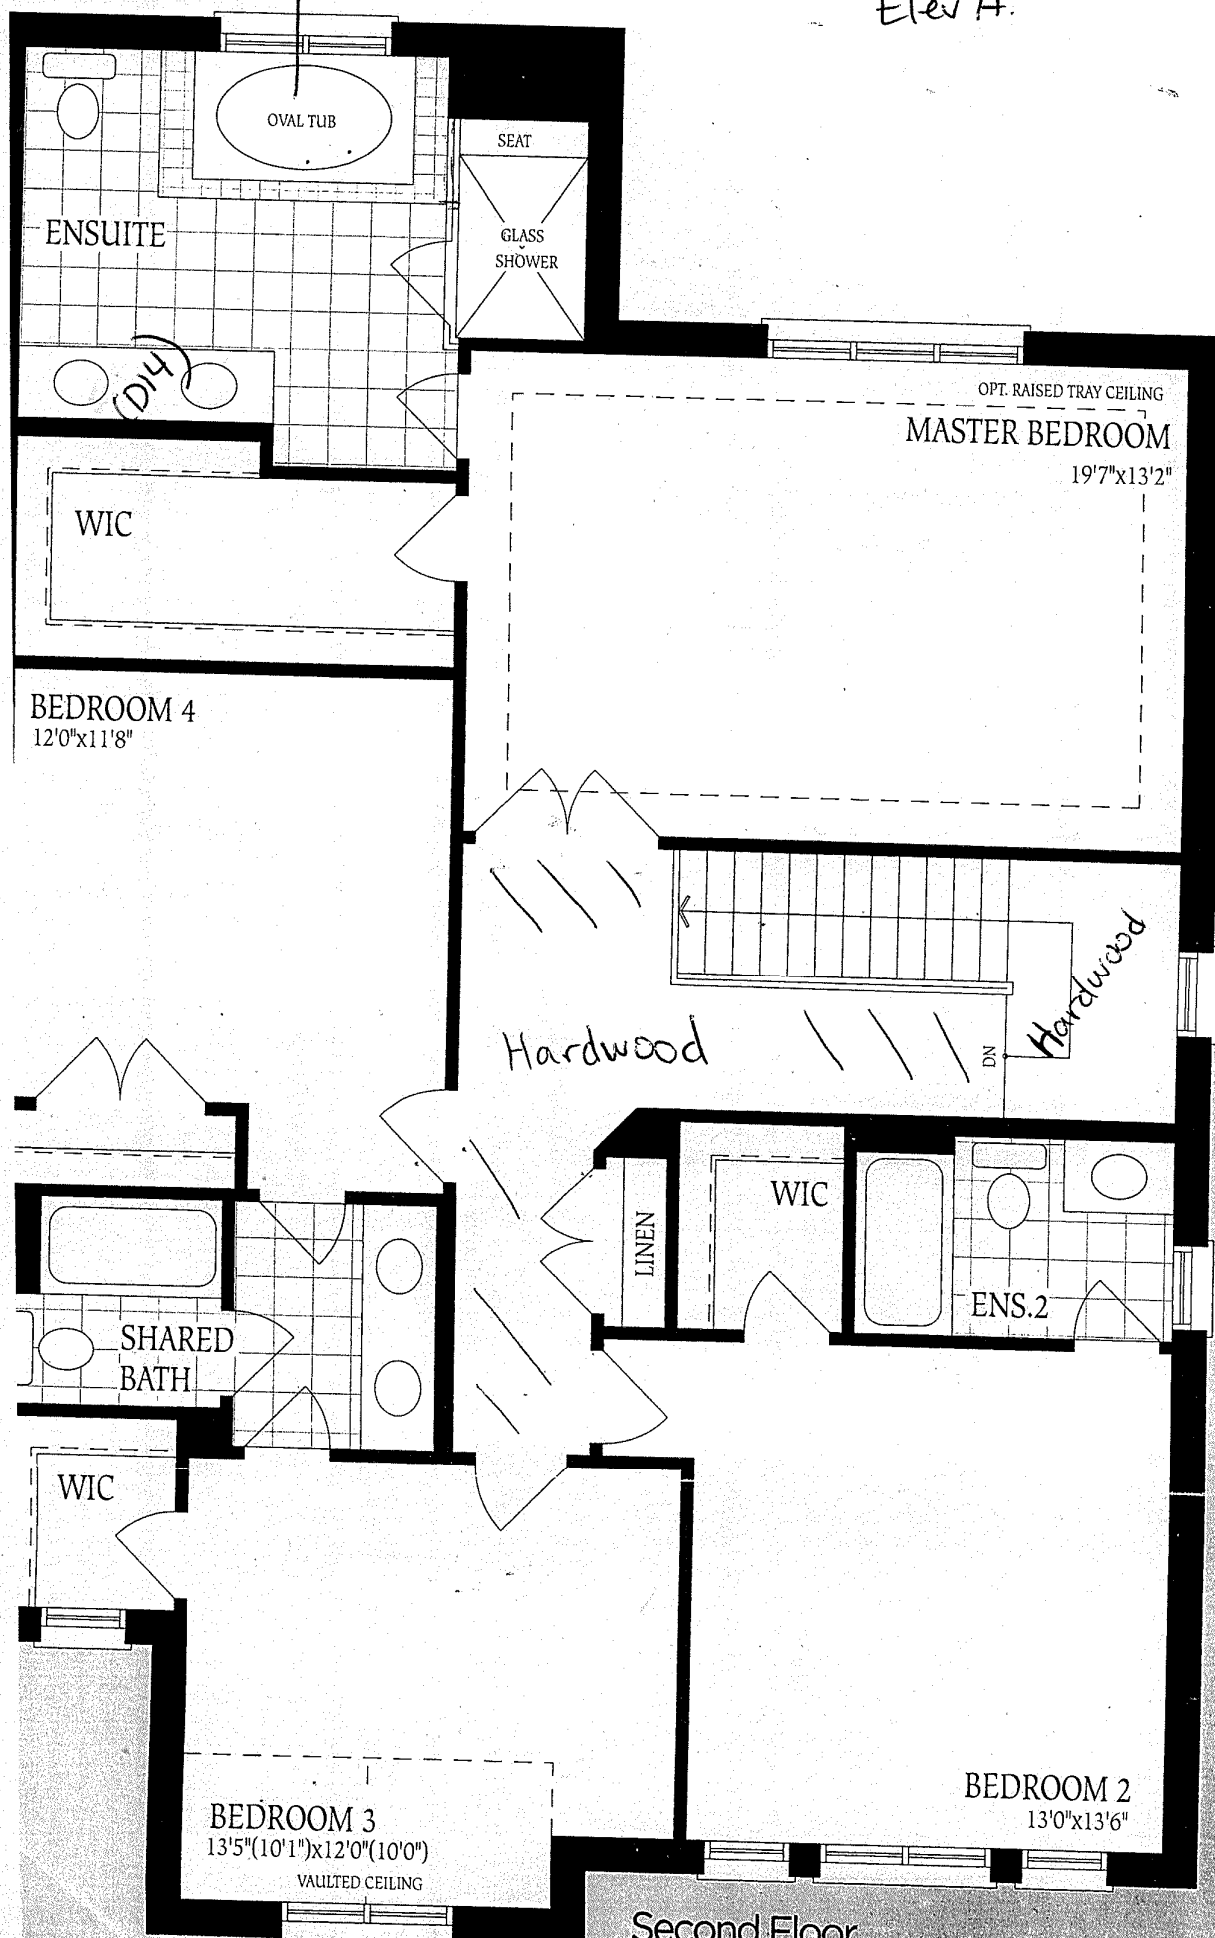 Elev A.
OVAL TUB
SEAT
ENSUITE
GLASS
SHOWER
(D14)
OPT. RAISED TRAY CEILING
MASTER BEDROOM
19'7"x13'2"
WIC
BEDROOM 4
12'0"x11'8"
Hardwood
Hardwood
DN
LINEN
WIC
ENS.2
SHARED
BATH
WIC
BEDROOM 3
13'5"(10'1")x12'0"(10'0")
VAULTED CEILING
BEDROOM 2
13'0"x13'6"
Second Floor